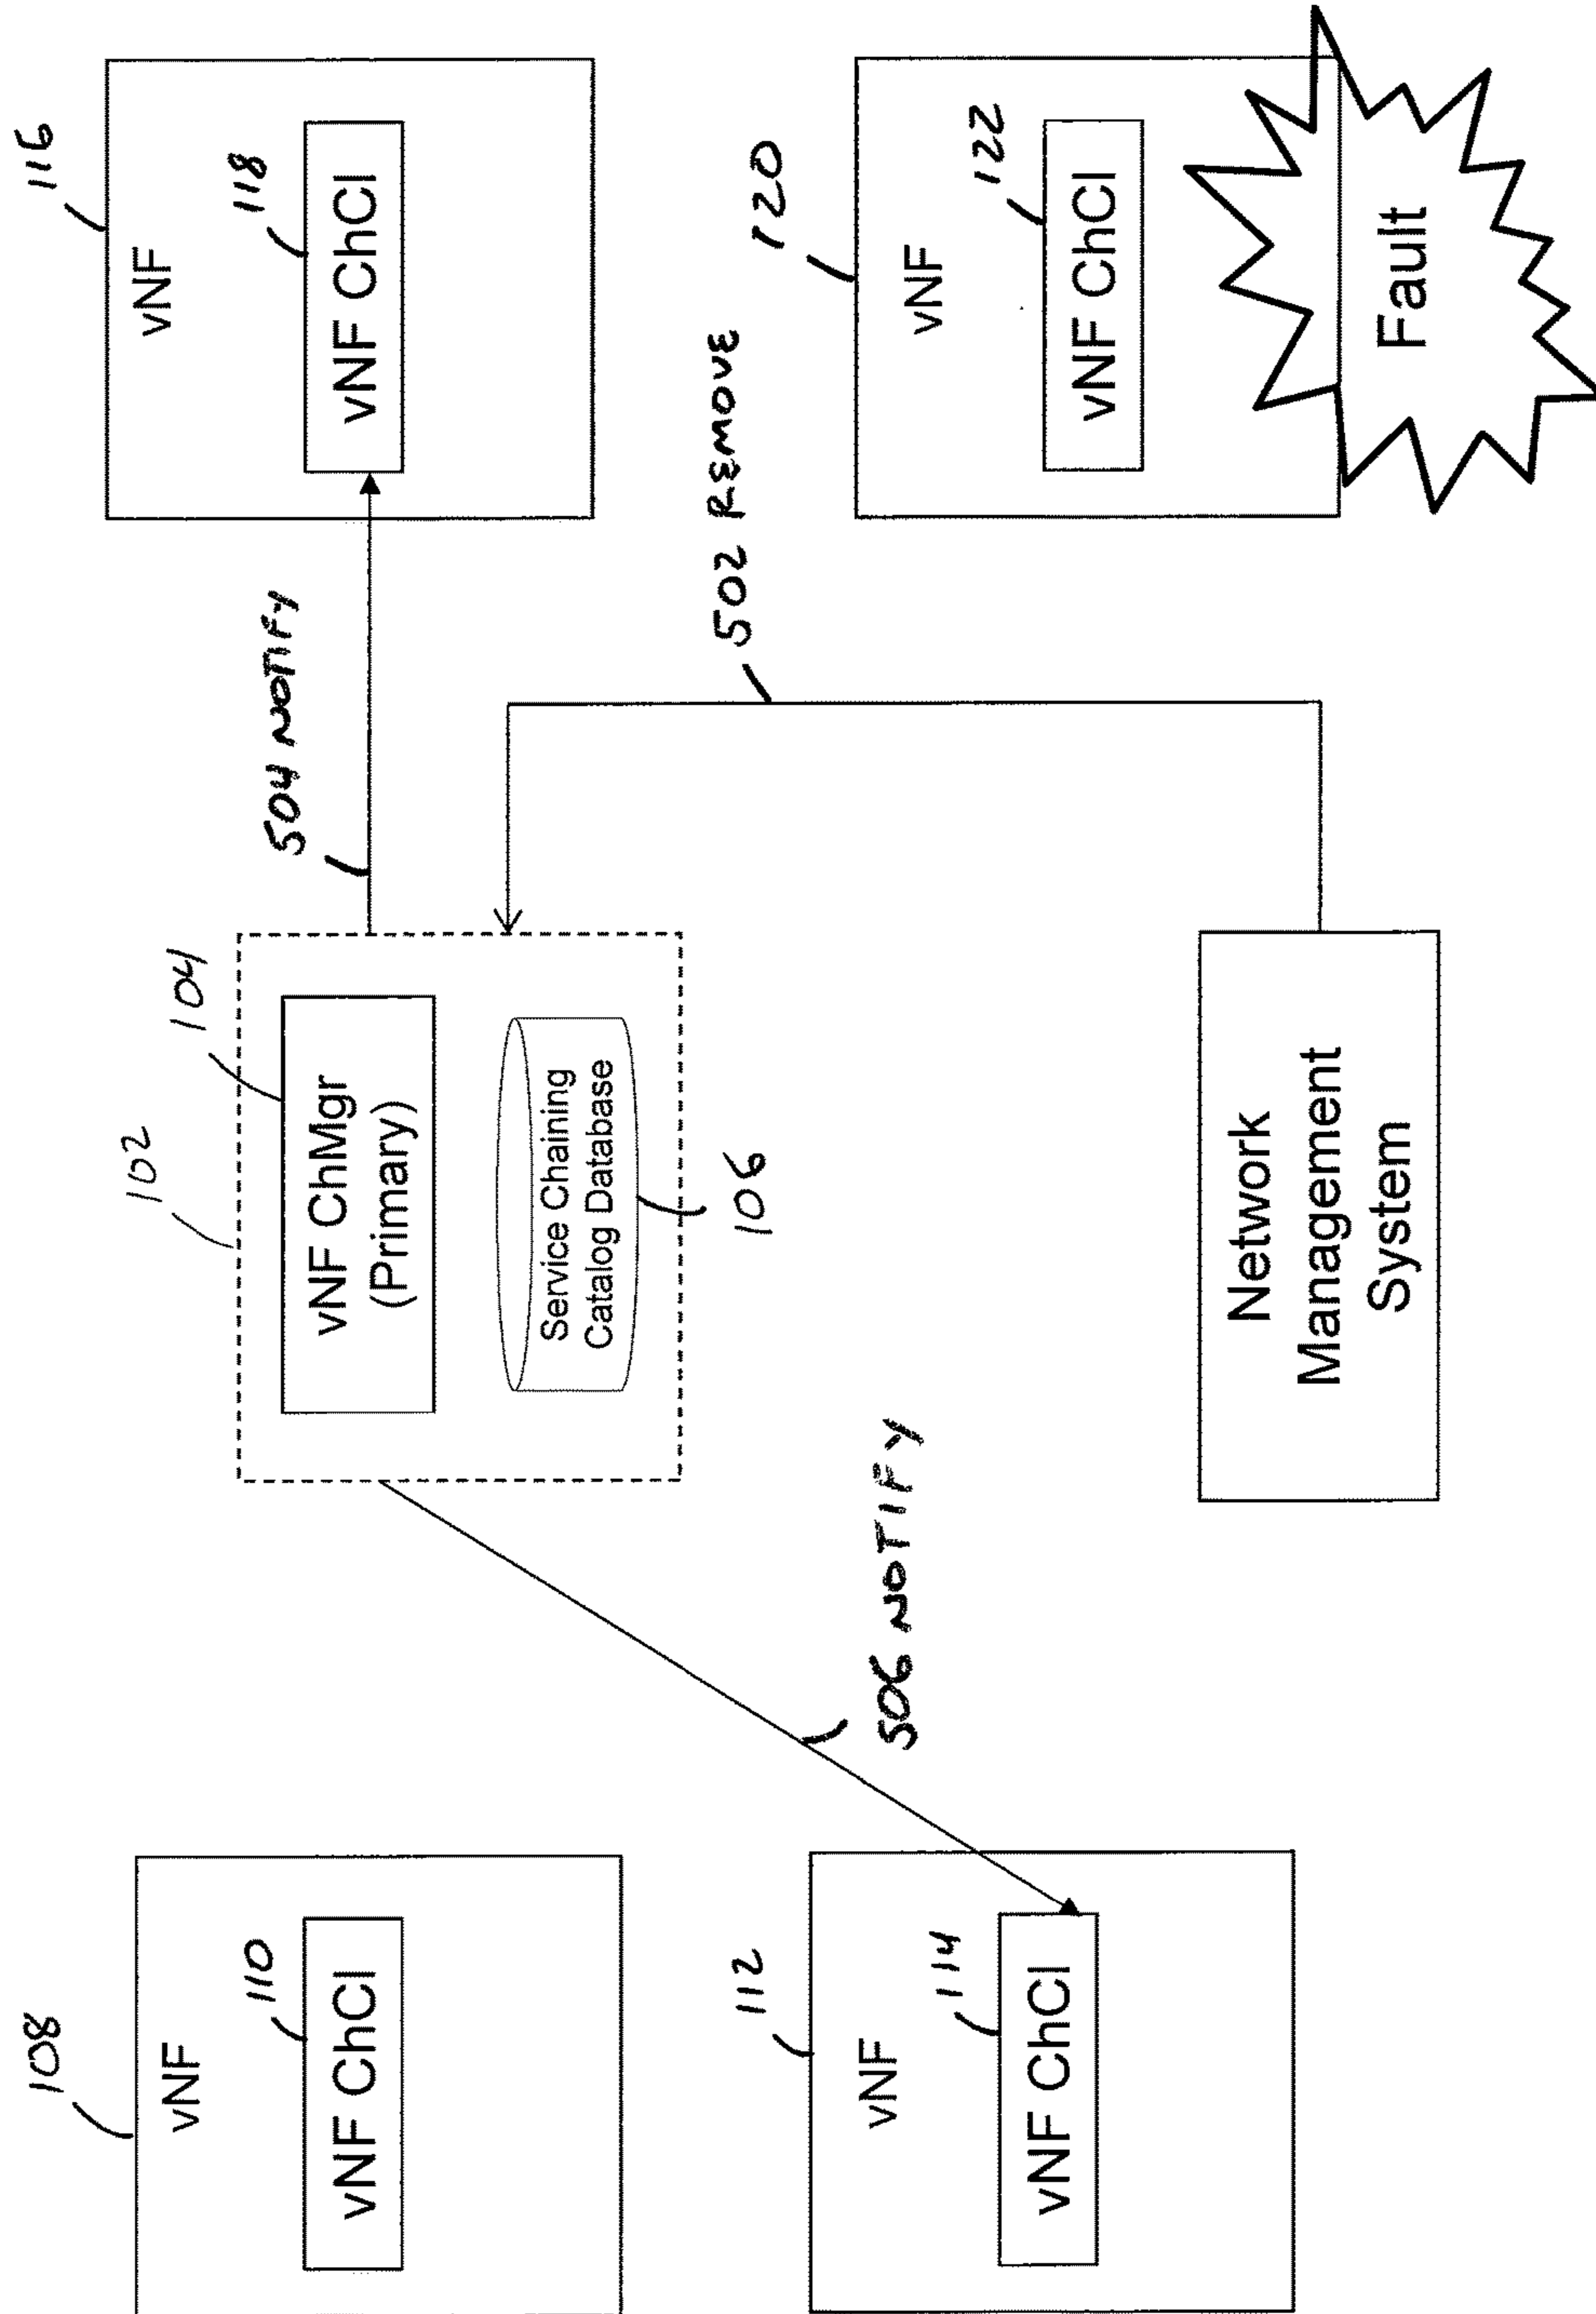 108
vNF
110
vNF ChCl
112
vNF
114
vNF ChCl
102
104
vNF ChMgr
(Primary)
Service Chaining
Catalog Database
106
504 NOTIFY
506 NOTIFY
502 REMOVE
Network
Management
System
116
vNF
118
vNF ChCl
120
vNF
122
vNF ChCl
Fault